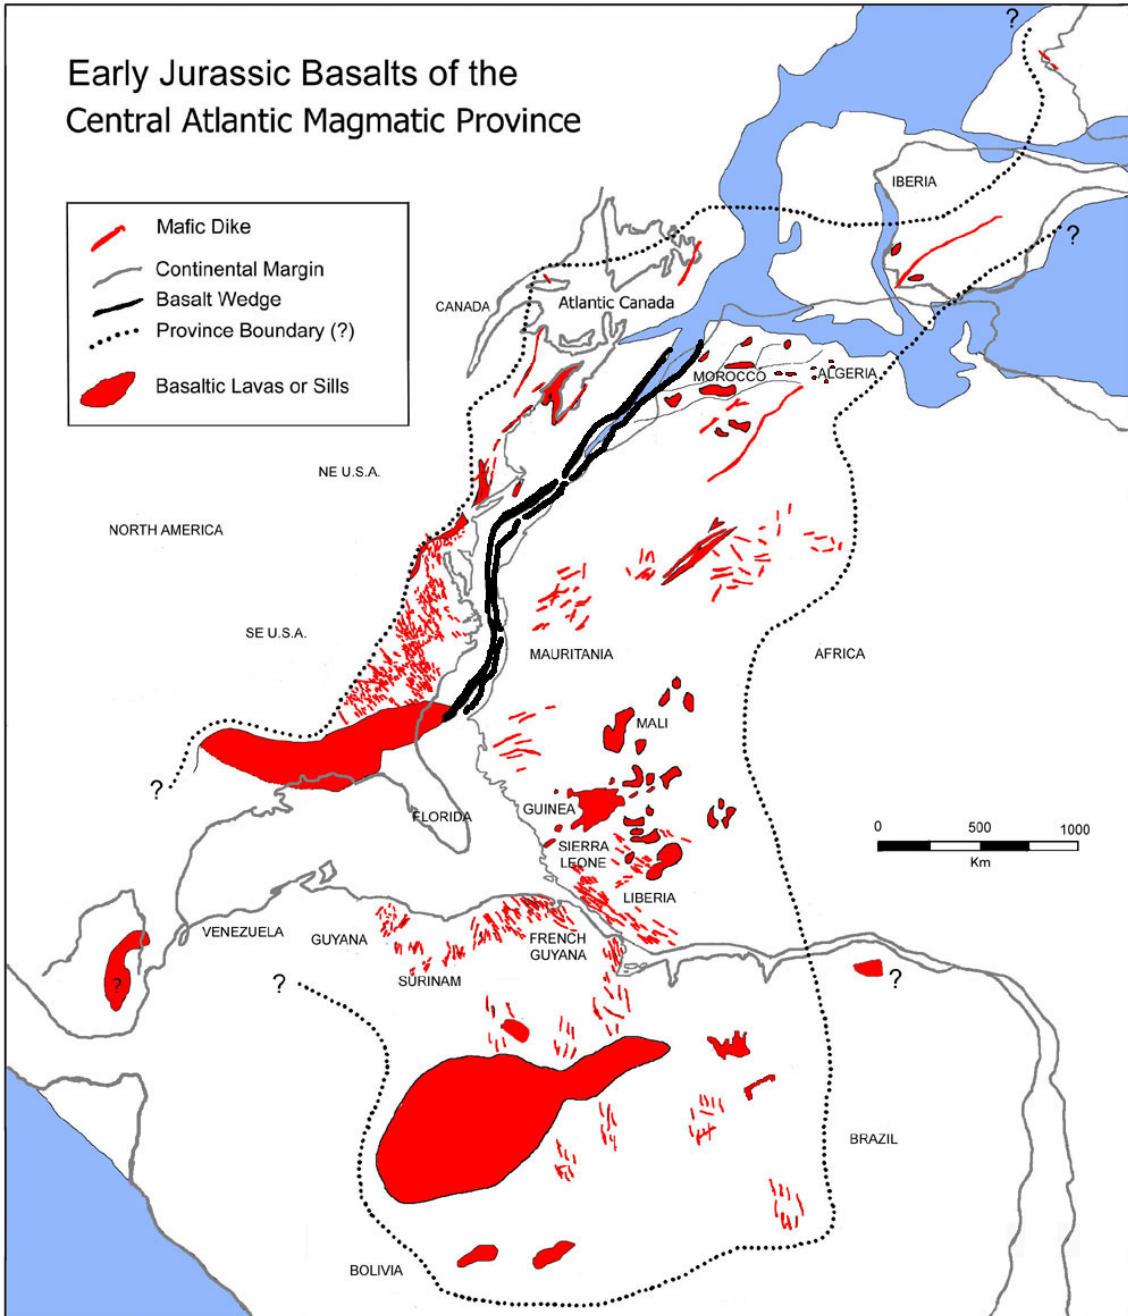 Early Jurassic Basalts of the
Central Atlantic Magmatic Province
Mafic Dike
Continental Margin
Basalt Wedge
Province Boundary (?)
Basaltic Lavas or Sills
?
IBERIA
?
CANADA
Atlantic Canada
MOROCCO
ALGERIA
NE U.S.A.
NORTH AMERICA
SE U.S.A.
MAURITANIA
AFRICA
MALI
?
GUINEA
FLORIDA
SIERRA
LEONE
0 500 1000
Km
LIBERIA
VENEZUELA
GUYANA
FRENCH
GUYANA
SURINAM
?
?
?
BRAZIL
BOLIVIA